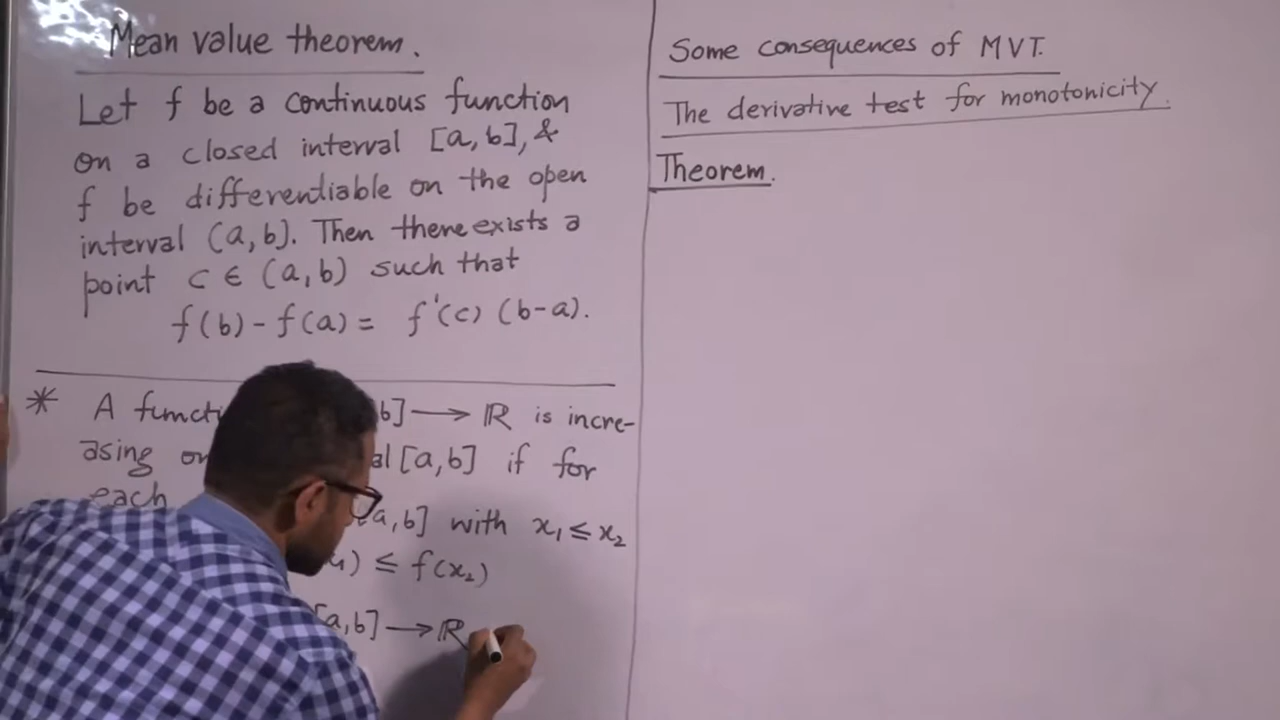 Mean value theorem.
Let f be a continuous function
on a closed interval [a, b], &
f be differentiable on the open
interval (a, b). Then there exists a
point c ∈ (a, b) such that
f(b) - f(a) = f'(c) (b-a).
* A functi b] → ℝ is incre-
asing on al [a, b] if for
each
[a, b] with x₁ ≤ x₂
) ≤ f(x₂)
[a, b] → ℝ
Some consequences of MVT.
The derivative test for monotonicity.
Theorem.